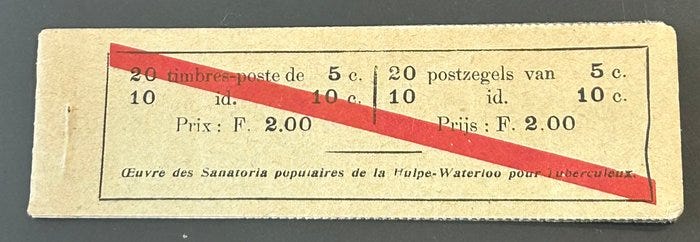 20 timbres-poste de 5 c. 20 postzegels van 5 c.
10 id. 10 c. 10 id. 10 c.
Prix : F. 2.00 Prijs : F. 2.00
Œuvre des Sanatoria populaires de la Hulpe-Waterloo pour Tuberculeux.